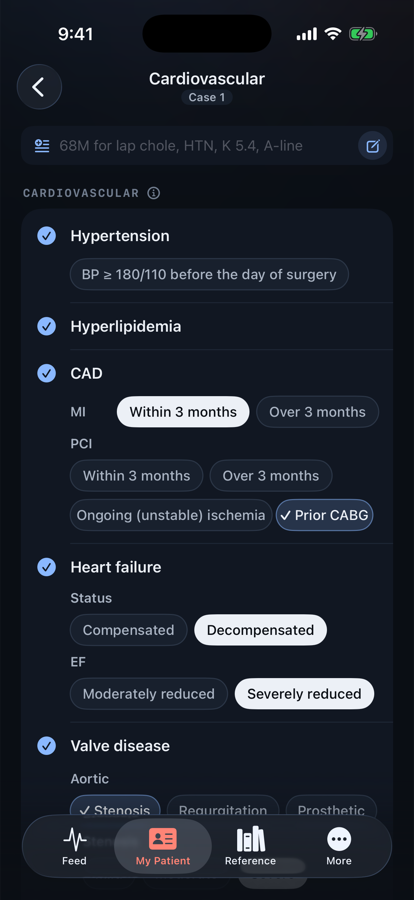 9:41
Cardiovascular
Case 1
68M for lap chole, HTN, K 5.4, A-line
CARDIOVASCULAR
Hypertension
BP ≥ 180/110 before the day of surgery
Hyperlipidemia
CAD
MI Within 3 months Over 3 months
PCI
Within 3 months Over 3 months
Ongoing (unstable) ischemia ✓ Prior CABG
Heart failure
Status
Compensated Decompensated
EF
Moderately reduced Severely reduced
Valve disease
Aortic
✓ Stenosis Regurgitation Prosthetic
Feed My Patient Reference More